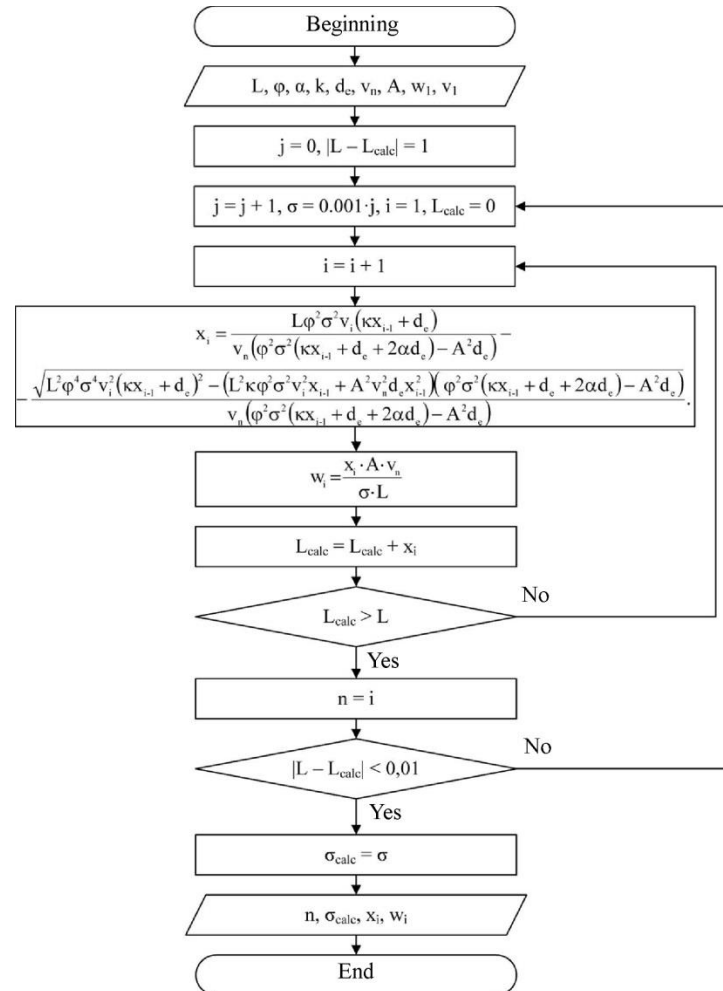 Beginning
L, φ, α, k, dₑ, vₙ, A, w₁, v₁
j = 0, |L – L_calc| = 1
j = j + 1, σ = 0.001·j, i = 1, L_calc = 0
i = i + 1
xᵢ = Lφ²σ²vᵢ(κxᵢ₋₁ + dₑ) / vₙ(φ²σ²(κxᵢ₋₁ + dₑ + 2αdₑ) – A²dₑ) –
– √(L²φ⁴σ⁴vᵢ²(κxᵢ₋₁ + dₑ)² – (L²κφ²σ²vᵢ²xᵢ₋₁ + A²vₙ²dₑxᵢ₋₁²)(φ²σ²(κxᵢ₋₁ + dₑ + 2αdₑ) – A²dₑ)) / vₙ(φ²σ²(κxᵢ₋₁ + dₑ + 2αdₑ) – A²dₑ).
wᵢ = xᵢ·A·vₙ / σ·L
L_calc = L_calc + xᵢ
No
L_calc > L
Yes
n = i
No
|L – L_calc| < 0,01
Yes
σ_calc = σ
n, σ_calc, xᵢ, wᵢ
End